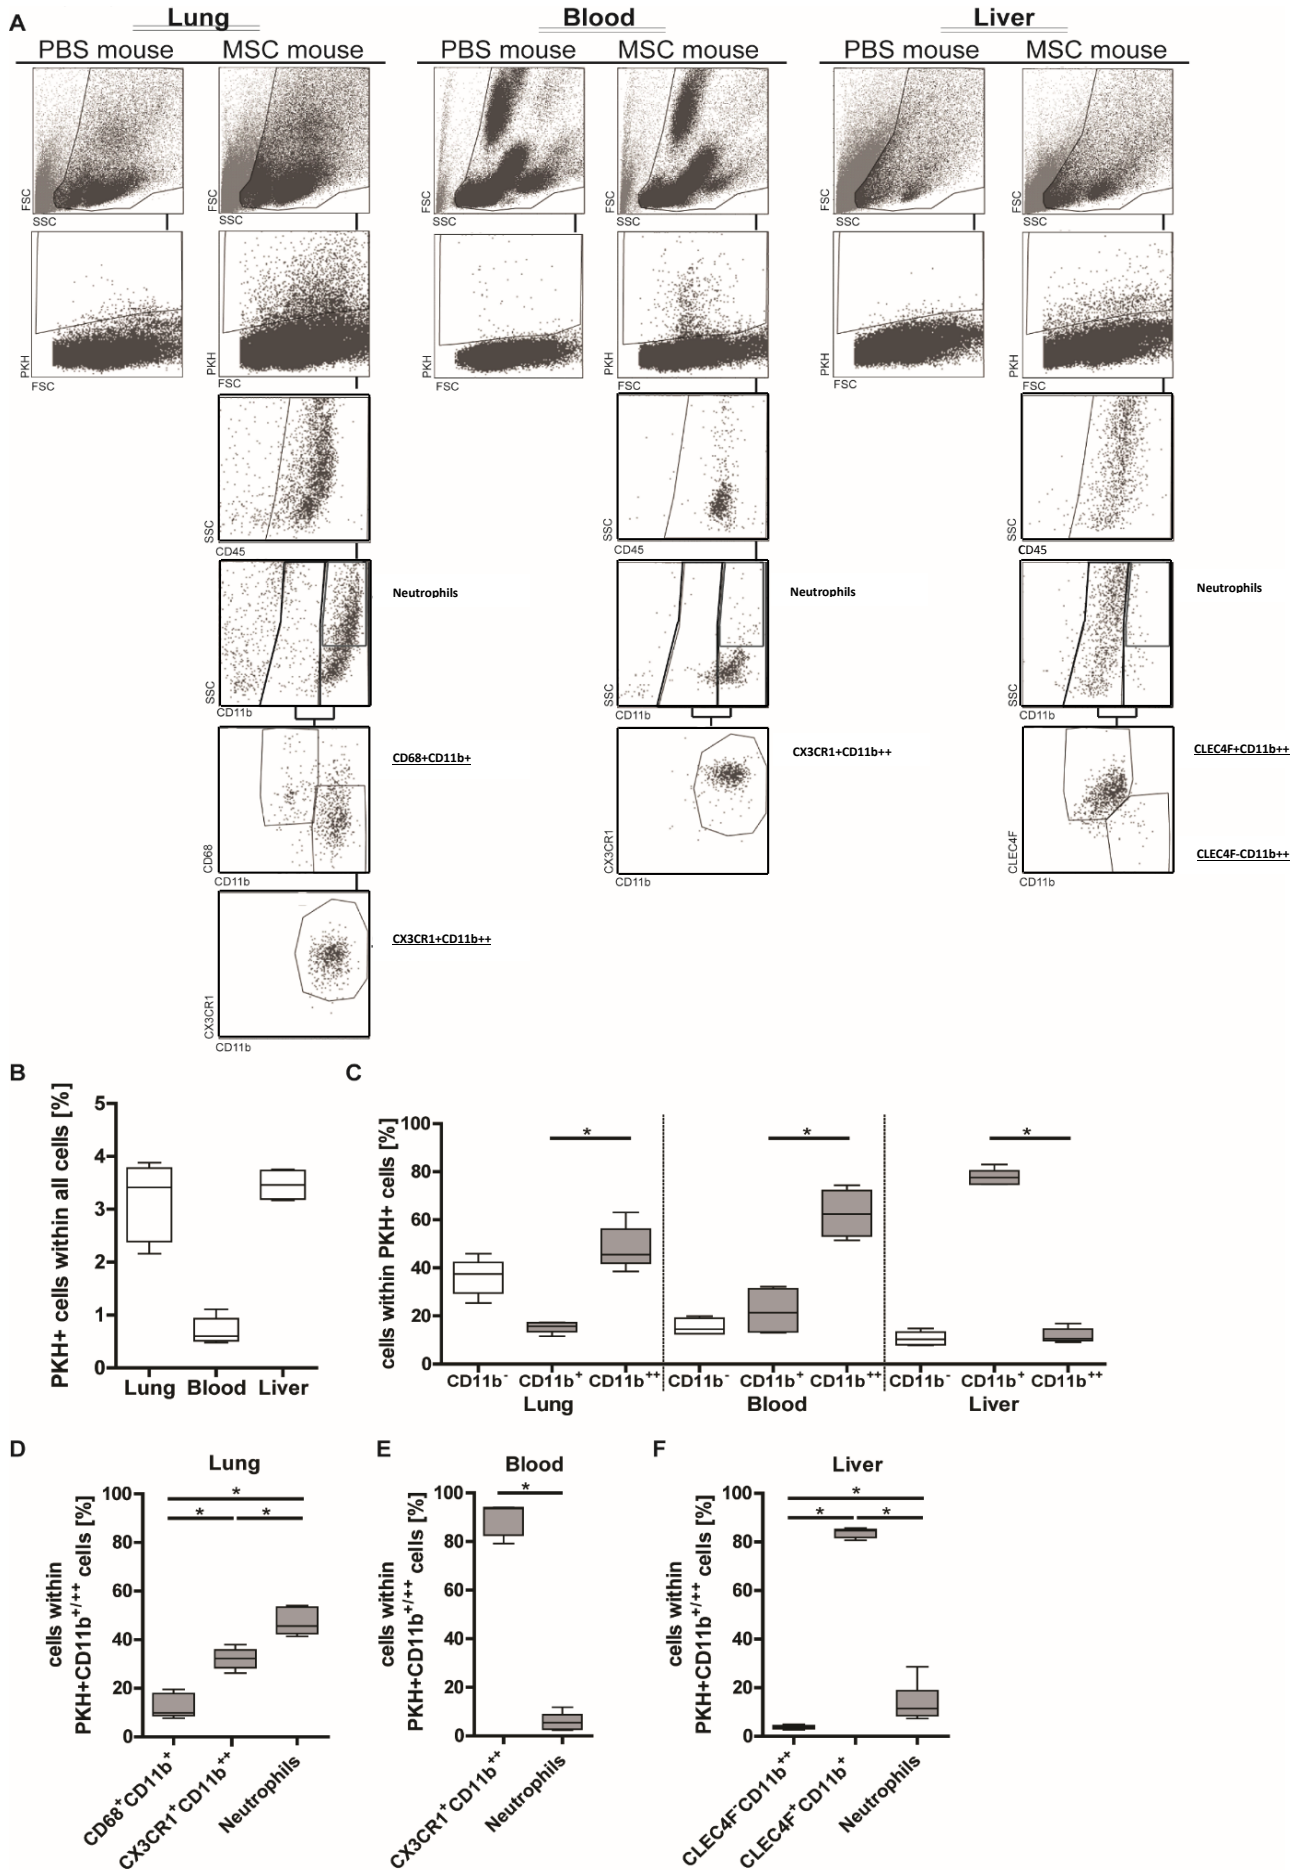 A
Lung
Blood
Liver
PBS mouse
MSC mouse
PBS mouse
MSC mouse
PBS mouse
MSC mouse
FSC
SSC
FSC
SSC
FSC
SSC
FSC
SSC
FSC
SSC
FSC
SSC
PKH
FSC
PKH
FSC
PKH
FSC
PKH
FSC
PKH
FSC
PKH
FSC
SSC
CD45
SSC
CD45
SSC
CD45
SSC
CD11b
Neutrophils
SSC
CD11b
Neutrophils
SSC
CD11b
Neutrophils
CD68
CD11b
CD68+CD11b+
CX3CR1
CD11b
CX3CR1+CD11b++
CLEC4F
CD11b
CLEC4F+CD11b++
CLEC4F-CD11b++
CX3CR1
CD11b
CX3CR1+CD11b++
B
PKH+ cells within all cells [%]
5
4
3
2
1
0
Lung Blood Liver
C
cells within PKH+ cells [%]
100
80
60
40
20
0
* * *
CD11b- CD11b+ CD11b++ CD11b- CD11b+ CD11b++ CD11b- CD11b+ CD11b++
Lung Blood Liver
D
Lung
cells within
PKH+CD11b+/++ cells [%]
100
80
60
40
20
0
*
* *
CD68+CD11b+
CX3CR1+CD11b++
Neutrophils
E
Blood
cells within
PKH+CD11b+/++ cells [%]
100
80
60
40
20
0
*
CX3CR1+CD11b++
Neutrophils
F
Liver
cells within
PKH+CD11b+/++ cells [%]
100
80
60
40
20
0
*
* *
CLEC4F-CD11b++
CLEC4F+CD11b+
Neutrophils